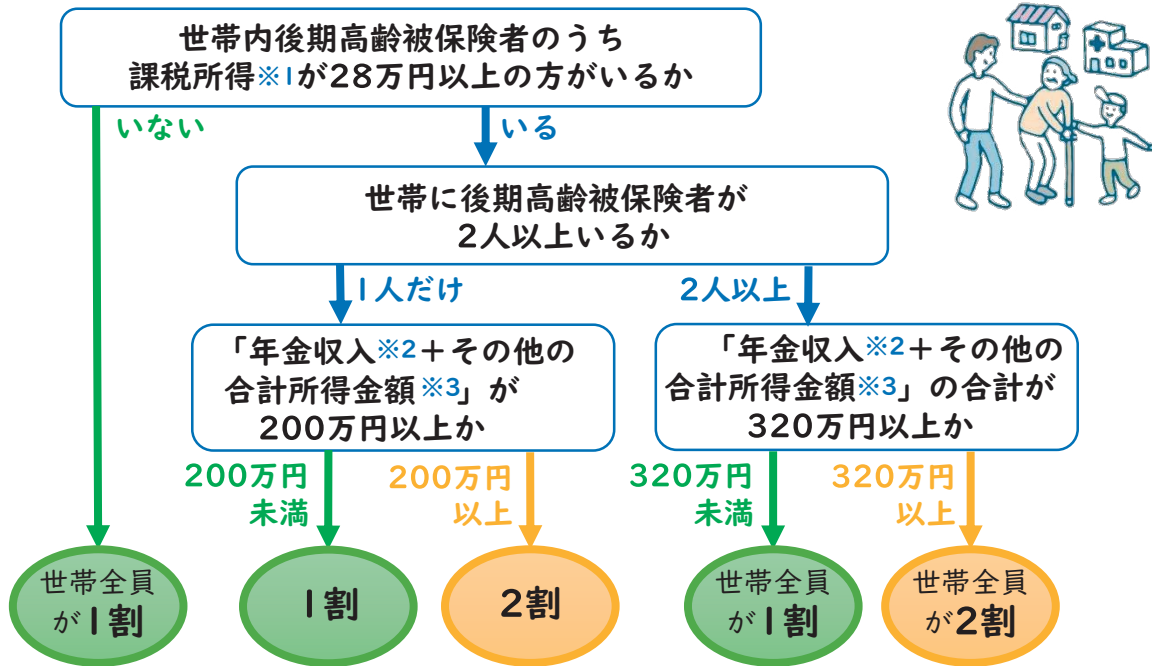 世帯内後期高齢被保険者のうち
課税所得※1が28万円以上の方がいるか
いない
いる
世帯に後期高齢被保険者が
2人以上いるか
1人だけ
2人以上
「年金収入※2＋その他の
合計所得金額※3」が
200万円以上か
「年金収入※2＋その他の
合計所得金額※3」の合計が
320万円以上か
200万円
未満
200万円
以上
320万円
未満
320万円
以上
世帯全員
が1割
1割
2割
世帯全員
が1割
世帯全員
が2割